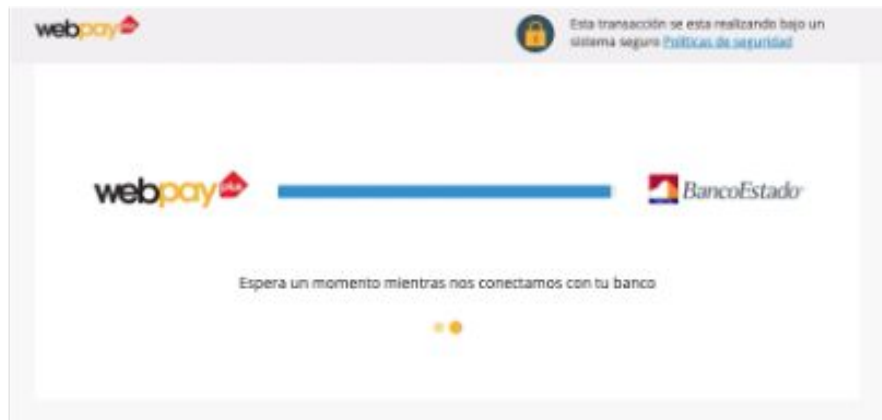 webpay plus
Esta transacción se esta realizando bajo un
sistema seguro Políticas de seguridad
webpay plus
BancoEstado
Espera un momento mientras nos conectamos con tu banco